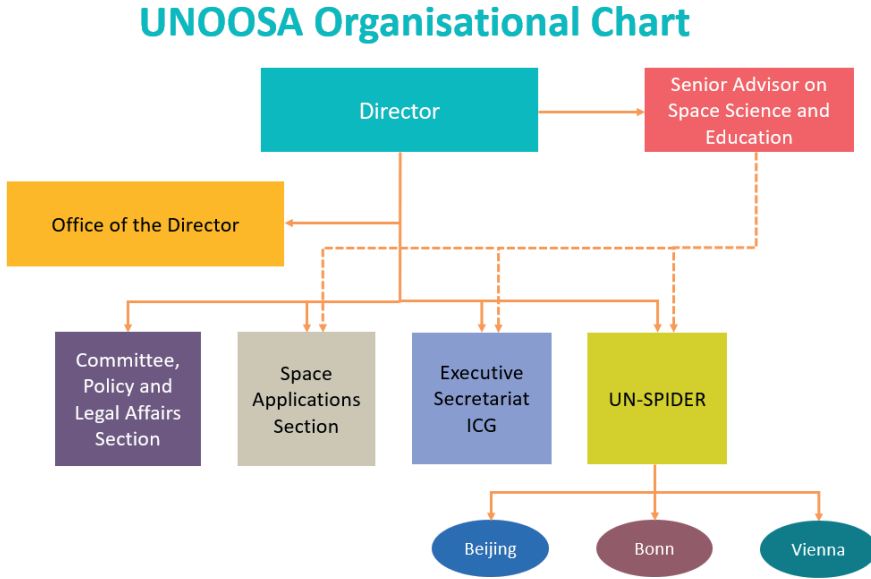 UNOOSA Organisational Chart
Director
Senior Advisor on
Space Science and
Education
Office of the Director
Committee,
Policy and
Legal Affairs
Section
Space
Applications
Section
Executive
Secretariat
ICG
UN-SPIDER
Beijing
Bonn
Vienna